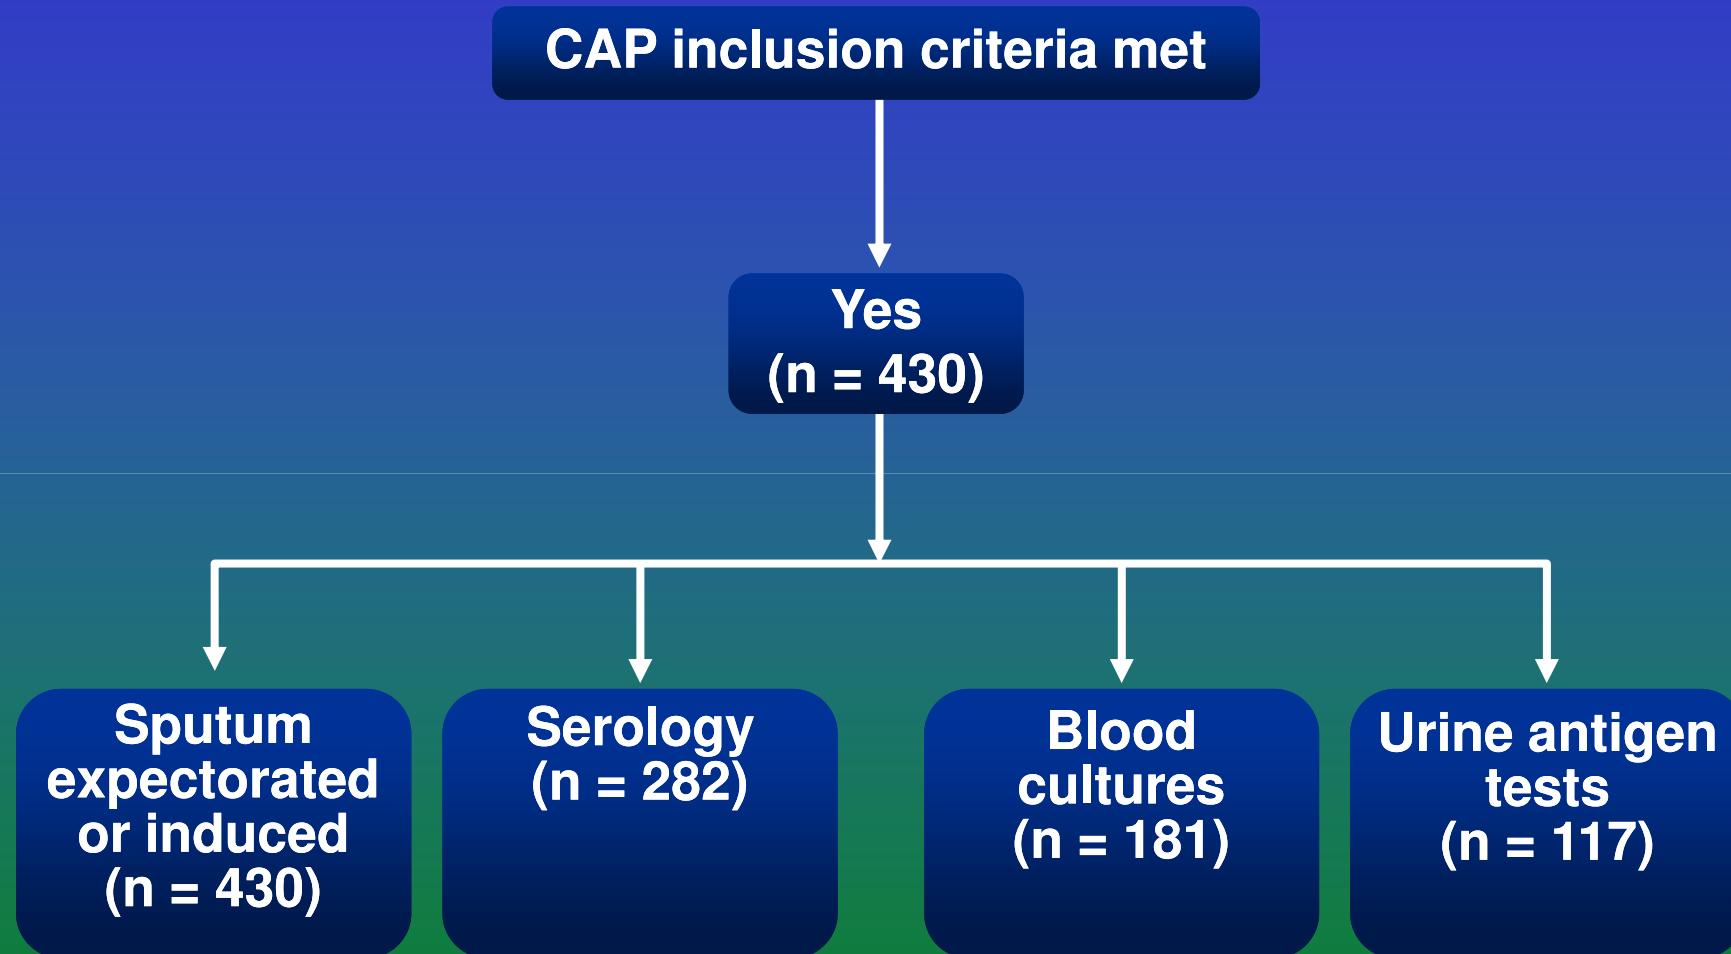 CAP inclusion criteria met
Yes
(n = 430)
Sputum
expectorated
or induced
(n = 430)
Serology
(n = 282)
Blood
cultures
(n = 181)
Urine antigen
tests
(n = 117)